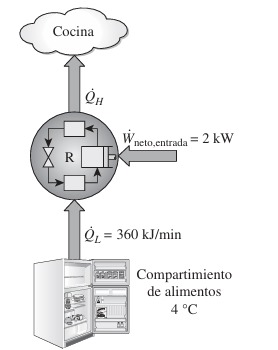 Cocina
Q̇H
Ẇneto,entrada = 2 kW
R
Q̇L = 360 kJ/min
Compartimiento
de alimentos
4 °C